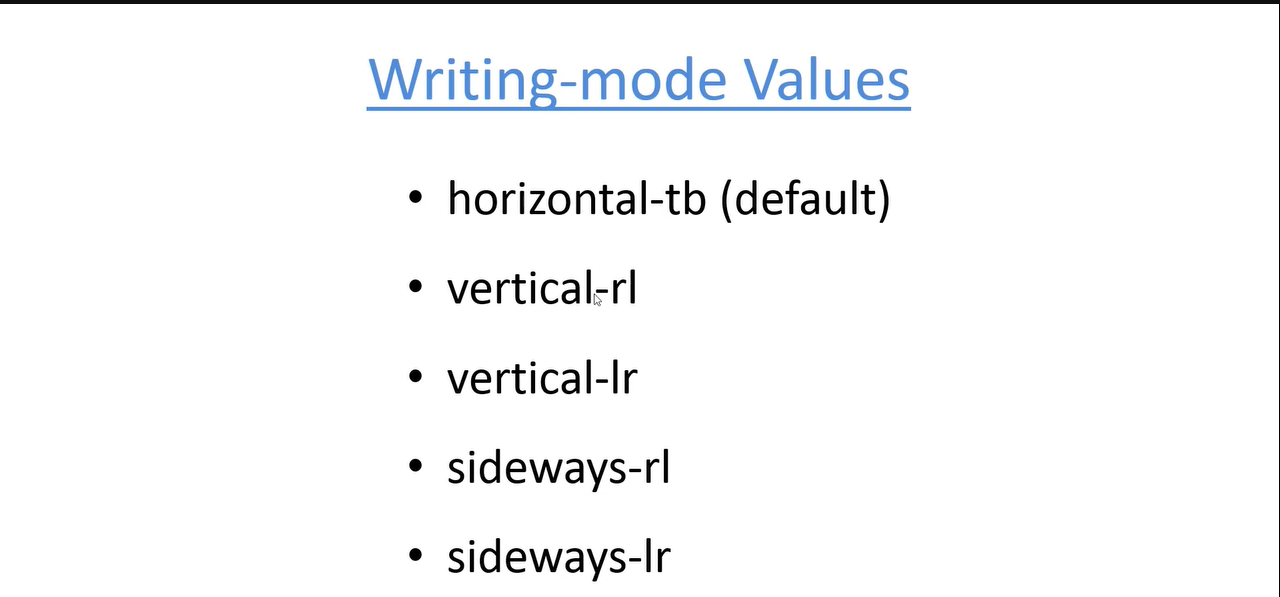 Writing-mode Values
• horizontal-tb (default)
• vertical-rl
• vertical-lr
• sideways-rl
• sideways-lr